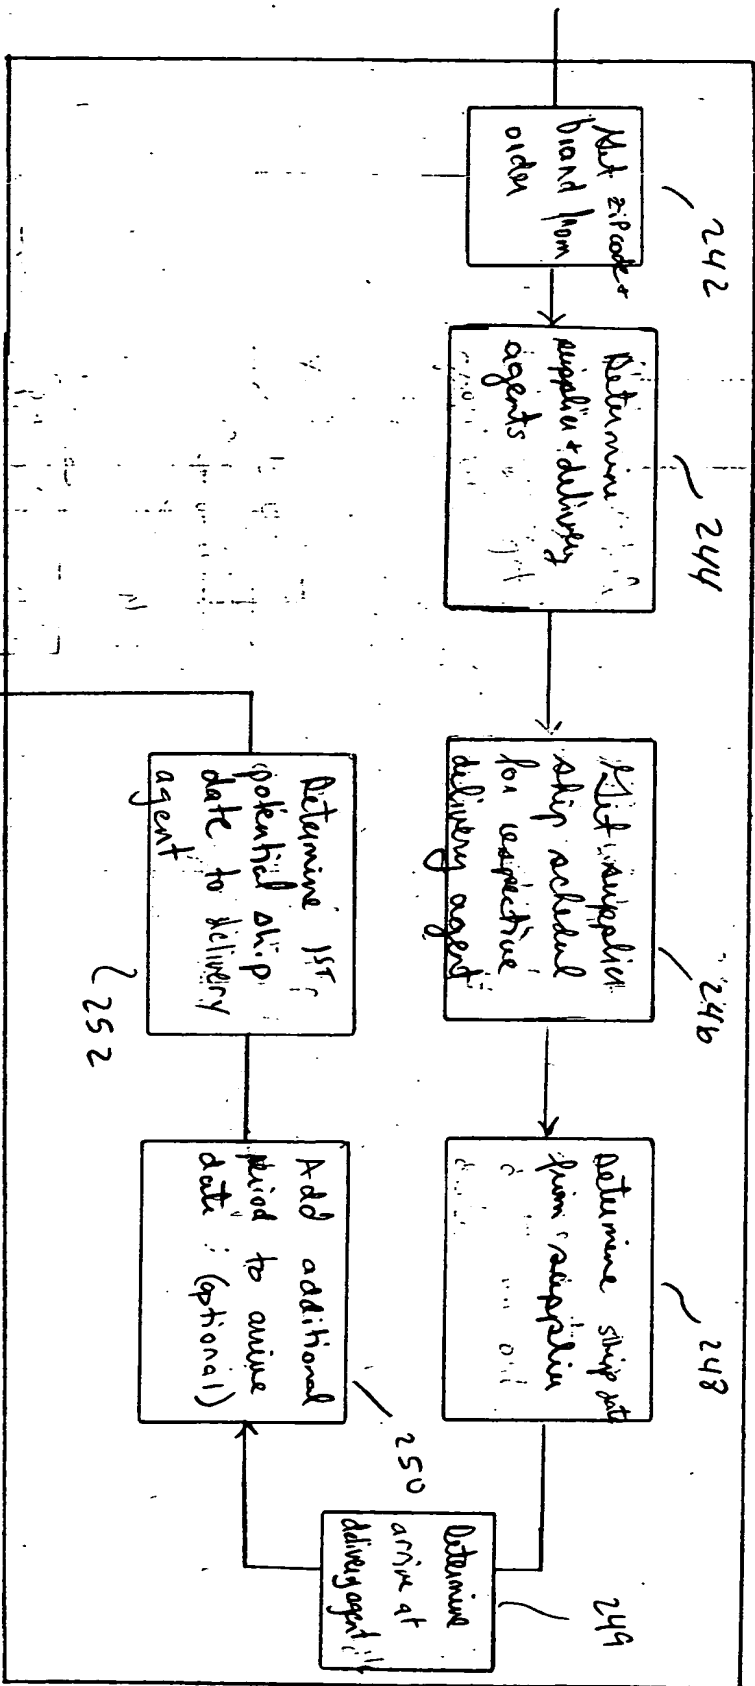 242
Get zipcode +
brand from
order
244
Determine
supplier + delivery
agents
246
Get supplier
ship schedul
for respective
delivery agent
248
Determine ship date
from supplier
249
Determine
arrive at
delivery agent
250
Add additional
period to arrive
date : (optional)
252
Determine 1ST
potential ship
date to delivery
agent